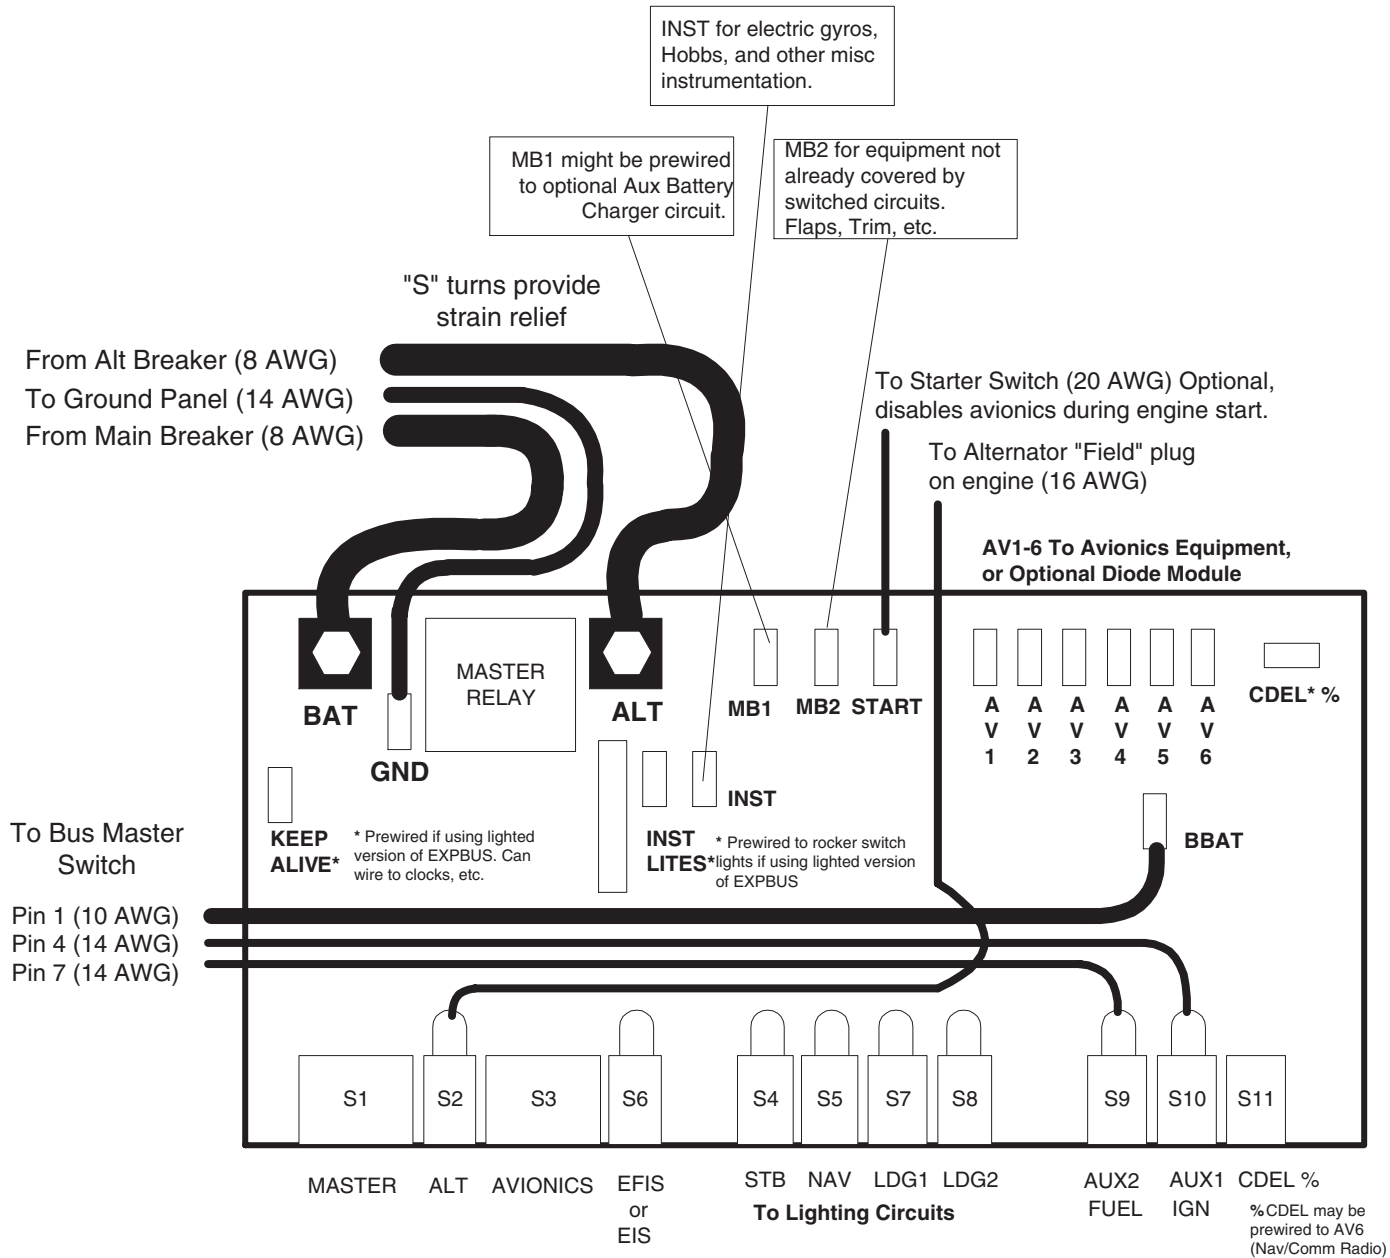 INST for electric gyros,
Hobbs, and other misc
instrumentation.
MB1 might be prewired
to optional Aux Battery
Charger circuit.
MB2 for equipment not
already covered by
switched circuits.
Flaps, Trim, etc.
"S" turns provide
strain relief
From Alt Breaker (8 AWG)
To Ground Panel (14 AWG)
From Main Breaker (8 AWG)
To Starter Switch (20 AWG) Optional,
disables avionics during engine start.
To Alternator "Field" plug
on engine (16 AWG)
AV1-6 To Avionics Equipment,
or Optional Diode Module
MASTER
RELAY
BAT
GND
ALT
MB1
MB2
START
A
V
1
A
V
2
A
V
3
A
V
4
A
V
5
A
V
6
CDEL* %
INST
BBAT
KEEP
ALIVE*
* Prewired if using lighted
version of EXPBUS. Can
wire to clocks, etc.
INST
LITES*
* Prewired to rocker switch
lights if using lighted version
of EXPBUS
To Bus Master
Switch
Pin 1 (10 AWG)
Pin 4 (14 AWG)
Pin 7 (14 AWG)
S1
S2
S3
S6
S4
S5
S7
S8
S9
S10
S11
MASTER
ALT
AVIONICS
EFIS
or
EIS
STB
NAV
LDG1
LDG2
To Lighting Circuits
AUX2
FUEL
AUX1
IGN
CDEL %
%CDEL may be
prewired to AV6
(Nav/Comm Radio)